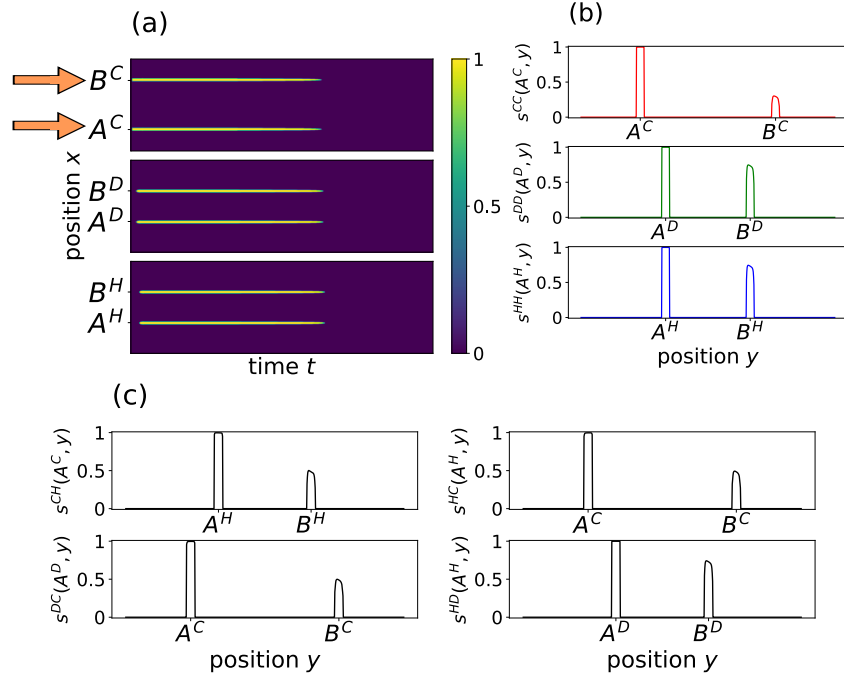 (a)
B^C
A^C
B^D
A^D
B^H
A^H
position x
time t
1
0.5
0
(b)
1
0.5
0
s^{CC}(A^C, y)
A^C
B^C
1
0.5
0
s^{DD}(A^D, y)
A^D
B^D
1
0.5
0
s^{HH}(A^H, y)
A^H
B^H
position y
(c)
1
0.5
0
s^{CH}(A^C, y)
A^H
B^H
1
0.5
0
s^{HC}(A^H, y)
A^C
B^C
1
0.5
0
s^{DC}(A^D, y)
A^C
B^C
position y
1
0.5
0
s^{HD}(A^H, y)
A^D
B^D
position y